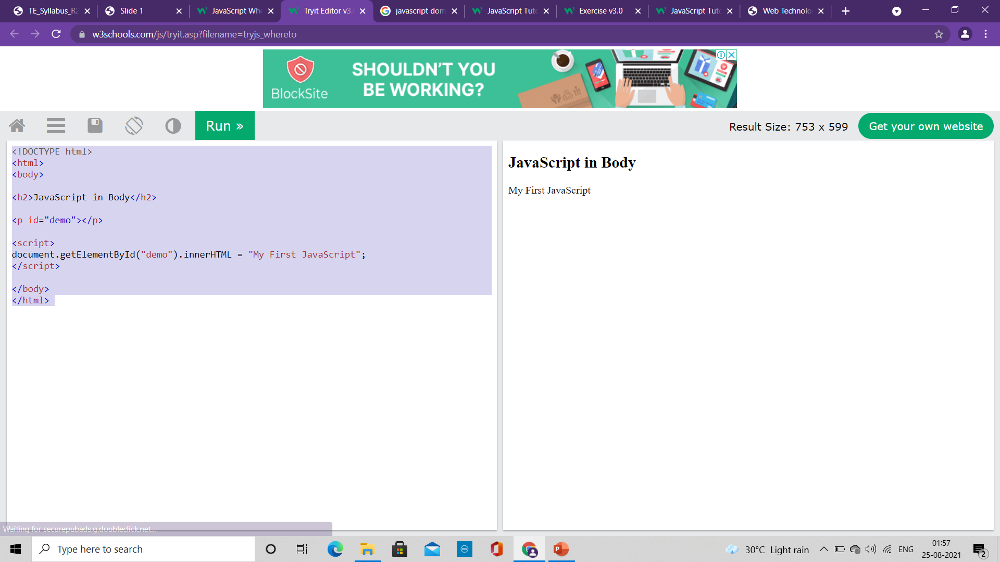 TE_Syllabus_R2
Slide 1
JavaScript Whe
Tryit Editor v3.
javascript dom
JavaScript Tuto
Exercise v3.0
JavaScript Tuto
Web Technolo
w3schools.com/js/tryit.asp?filename=tryjs_whereto
BlockSite
SHOULDN'T YOU
BE WORKING?
Run »
Result Size: 753 x 599
Get your own website
<!DOCTYPE html>
<html>
<body>
<h2>JavaScript in Body</h2>
<p id="demo"></p>
<script>
document.getElementById("demo").innerHTML = "My First JavaScript";
</script>
</body>
</html>
JavaScript in Body
My First JavaScript
Waiting for securepubads.g.doubleclick.net...
Type here to search
DELL
P
30°C Light rain
ENG
01:57
25-08-2021
2